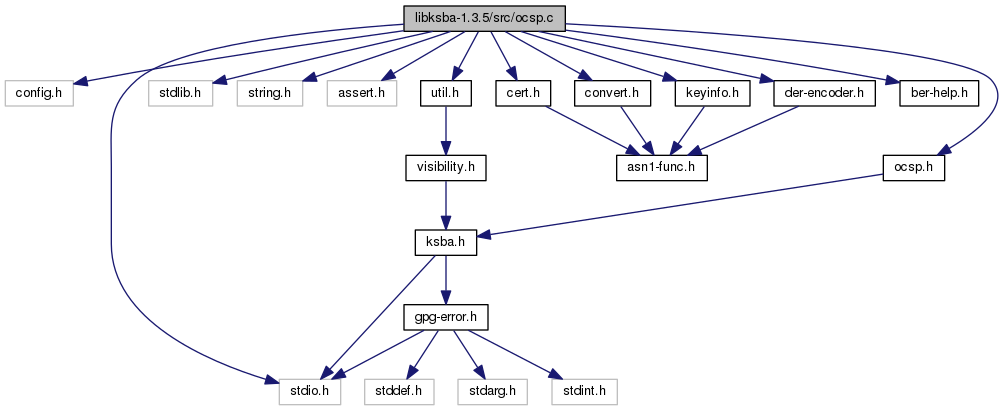 libksba-1.3.5/src/ocsp.c
config.h
stdlib.h
string.h
assert.h
util.h
cert.h
convert.h
keyinfo.h
der-encoder.h
ber-help.h
visibility.h
asn1-func.h
ocsp.h
ksba.h
gpg-error.h
stdio.h
stddef.h
stdarg.h
stdint.h